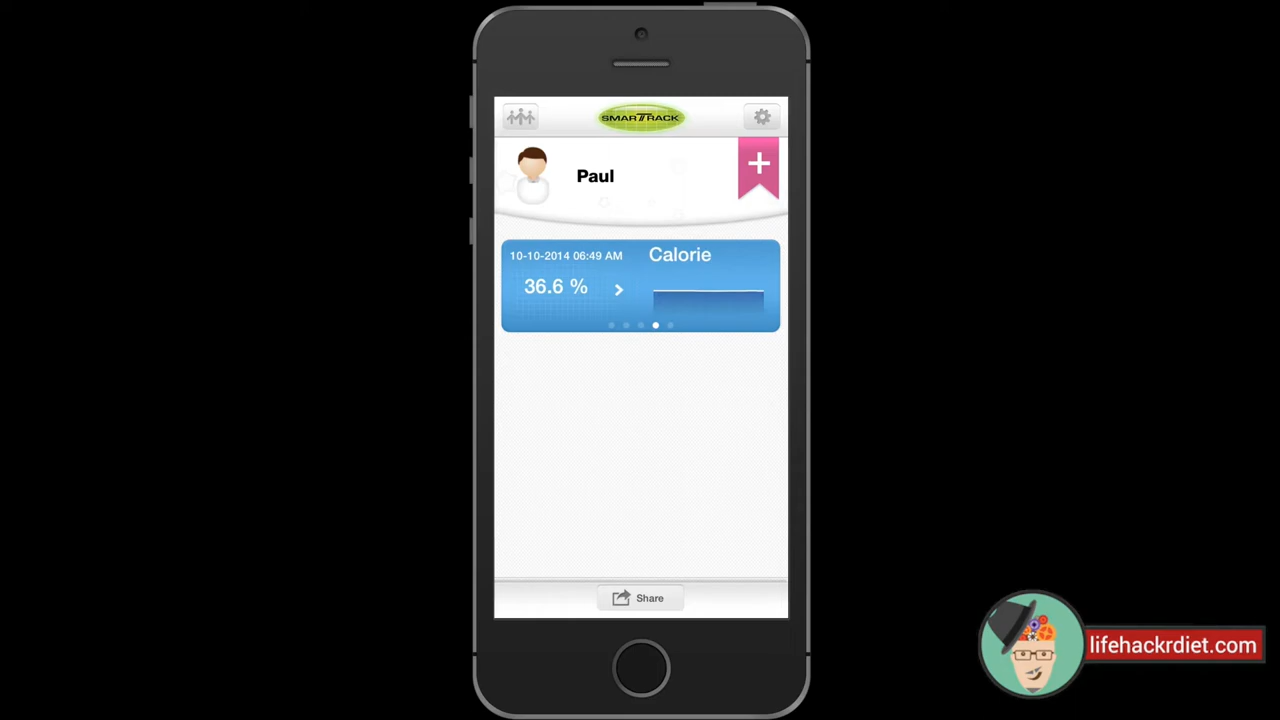 SMARTRACK
Paul
+
10-10-2014 06:49 AM
Calorie
36.6 %
Share
lifehackrdiet.com